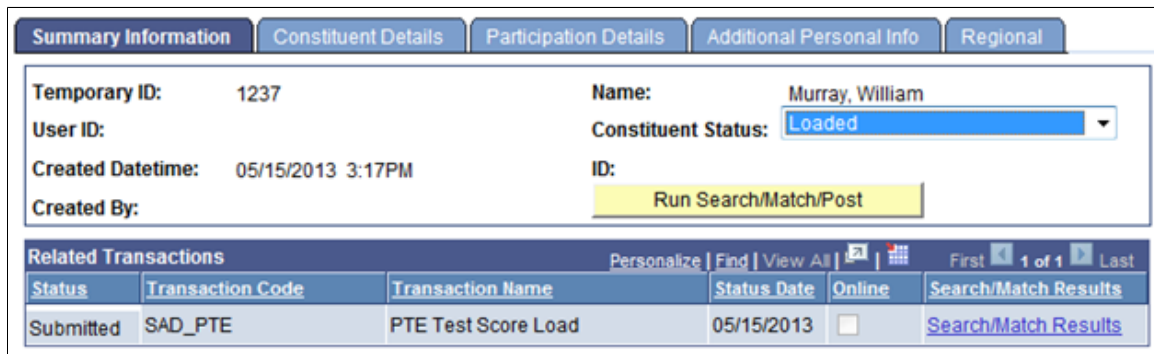 Summary Information Constituent Details Participation Details Additional Personal Info Regional
Temporary ID: 1237 Name: Murray, William
User ID: Constituent Status: Loaded
Created Datetime: 05/15/2013 3:17PM ID:
Created By: Run Search/Match/Post
Related Transactions Personalize | Find | View All | | First 1 of 1 Last
Status Transaction Code Transaction Name Status Date Online Search/Match Results
Submitted SAD_PTE PTE Test Score Load 05/15/2013 Search/Match Results